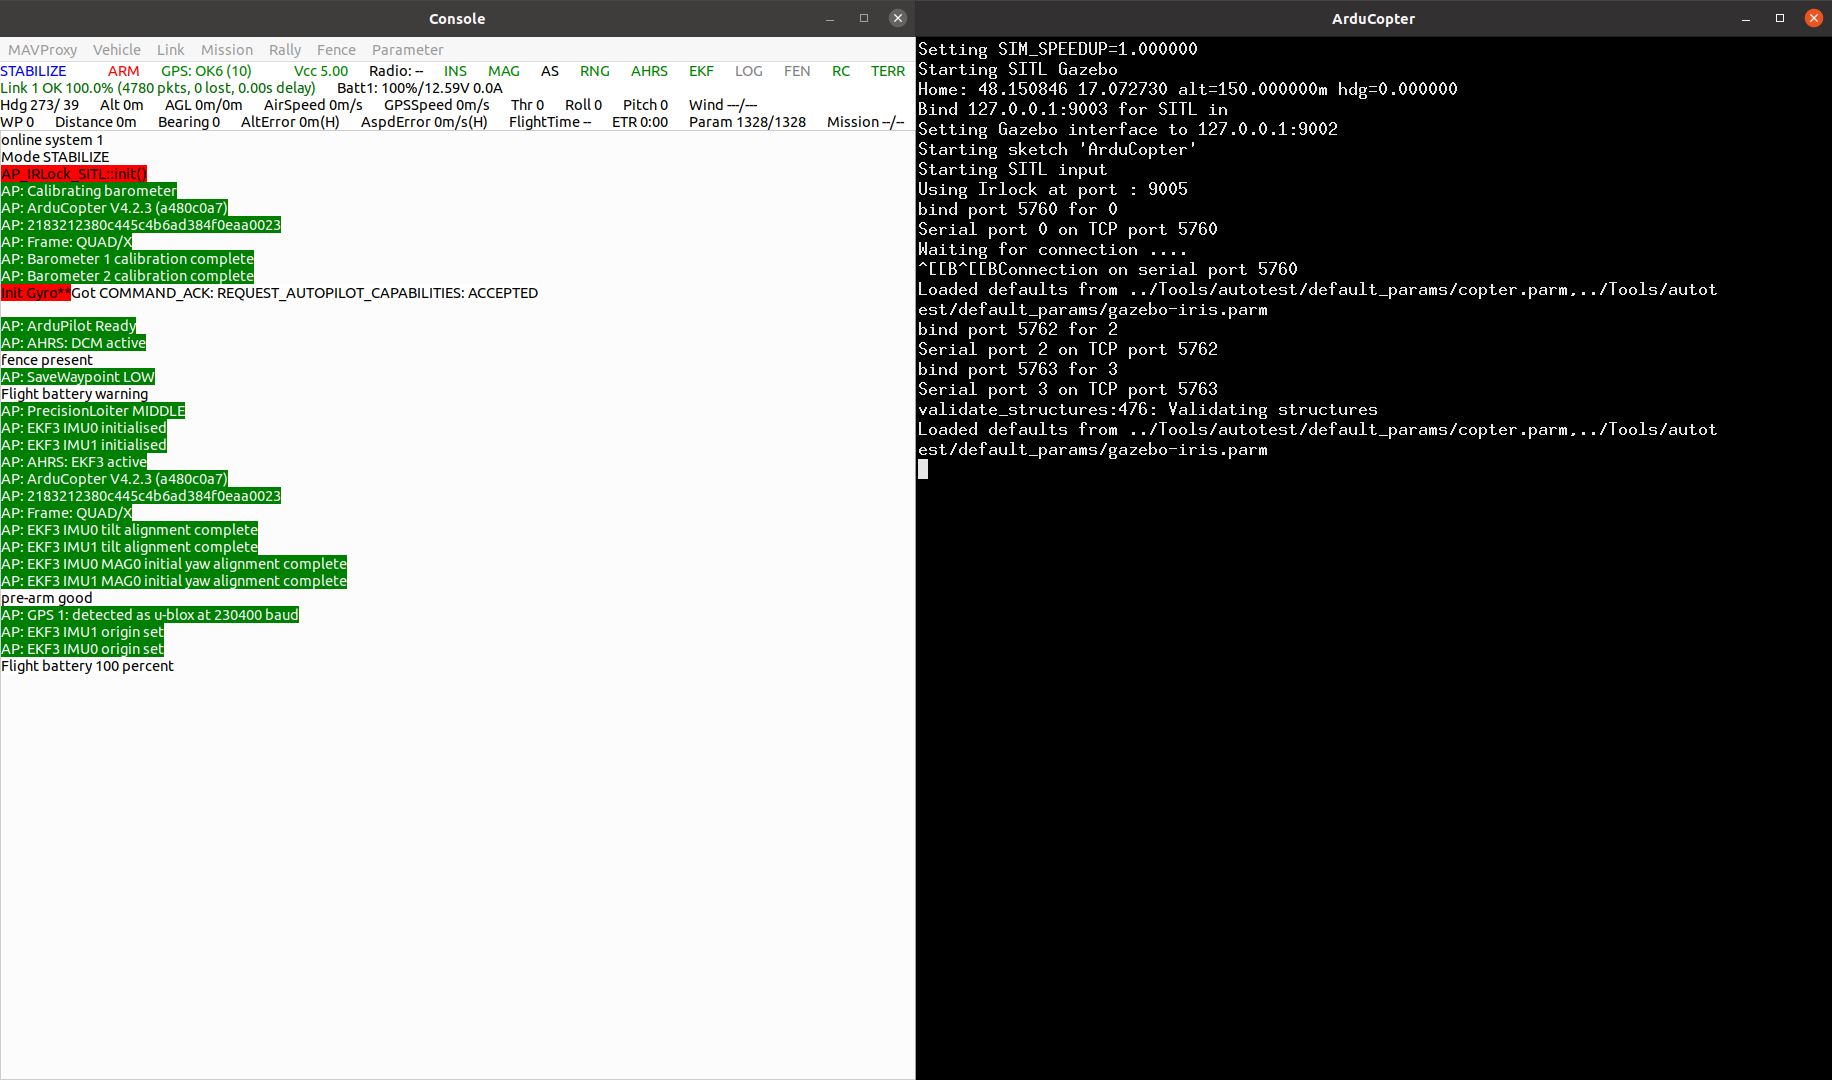 Console
MAVProxy Vehicle Link Mission Rally Fence Parameter
STABILIZE ARM GPS: OK6 (10) Vcc 5.00 Radio: -- INS MAG AS RNG AHRS EKF LOG FEN RC TERR
Link 1 OK 100.0% (4780 pkts, 0 lost, 0.00s delay) Batt1: 100%/12.59V 0.0A
Hdg 273/ 39 Alt 0m AGL 0m/0m AirSpeed 0m/s GPSSpeed 0m/s Thr 0 Roll 0 Pitch 0 Wind ---/---
WP 0 Distance 0m Bearing 0 AltError 0m(H) AspdError 0m/s(H) FlightTime -- ETR 0:00 Param 1328/1328 Mission --/--
online system 1
Mode STABILIZE
AP_IRLock_SITL::init()
AP: Calibrating barometer
AP: ArduCopter V4.2.3 (a480c0a7)
AP: 2183212380c445c4b6ad384f0eaa0023
AP: Frame: QUAD/X
AP: Barometer 1 calibration complete
AP: Barometer 2 calibration complete
Init Gyro**Got COMMAND_ACK: REQUEST_AUTOPILOT_CAPABILITIES: ACCEPTED
AP: ArduPilot Ready
AP: AHRS: DCM active
fence present
AP: SaveWaypoint LOW
Flight battery warning
AP: PrecisionLoiter MIDDLE
AP: EKF3 IMU0 initialised
AP: EKF3 IMU1 initialised
AP: AHRS: EKF3 active
AP: ArduCopter V4.2.3 (a480c0a7)
AP: 2183212380c445c4b6ad384f0eaa0023
AP: Frame: QUAD/X
AP: EKF3 IMU0 tilt alignment complete
AP: EKF3 IMU1 tilt alignment complete
AP: EKF3 IMU0 MAG0 initial yaw alignment complete
AP: EKF3 IMU1 MAG0 initial yaw alignment complete
pre-arm good
AP: GPS 1: detected as u-blox at 230400 baud
AP: EKF3 IMU1 origin set
AP: EKF3 IMU0 origin set
Flight battery 100 percent
ArduCopter
Setting SIM_SPEEDUP=1.000000
Starting SITL Gazebo
Home: 48.150846 17.072730 alt=150.000000m hdg=0.000000
Bind 127.0.0.1:9003 for SITL in
Setting Gazebo interface to 127.0.0.1:9002
Starting sketch 'ArduCopter'
Starting SITL input
Using Irlock at port : 9005
bind port 5760 for 0
Serial port 0 on TCP port 5760
Waiting for connection ....
^[[B^[[BConnection on serial port 5760
Loaded defaults from ../Tools/autotest/default_params/copter.parm,../Tools/autot
est/default_params/gazebo-iris.parm
bind port 5762 for 2
Serial port 2 on TCP port 5762
bind port 5763 for 3
Serial port 3 on TCP port 5763
validate_structures:476: Validating structures
Loaded defaults from ../Tools/autotest/default_params/copter.parm,../Tools/autot
est/default_params/gazebo-iris.parm